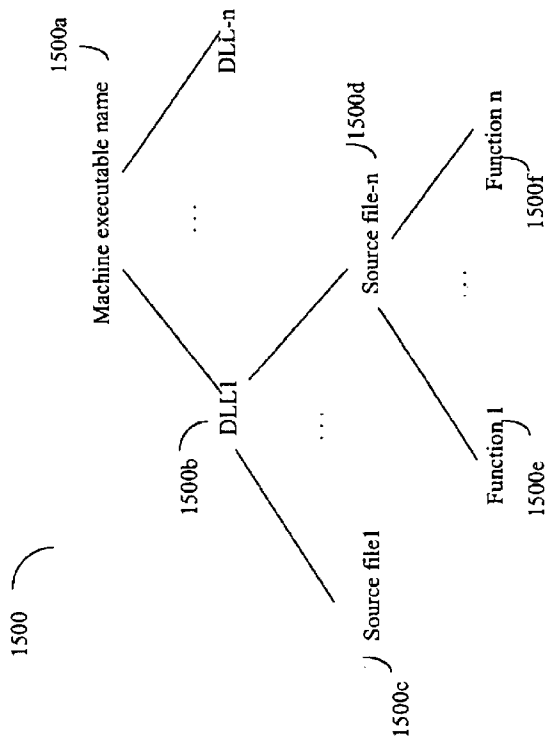 1500
1500a
Machine executable name
1500b
DLL1
...
DLL-n
1500c
Source file1
...
Source file-n
1500d
Function 1
...
Function n
1500e
1500f